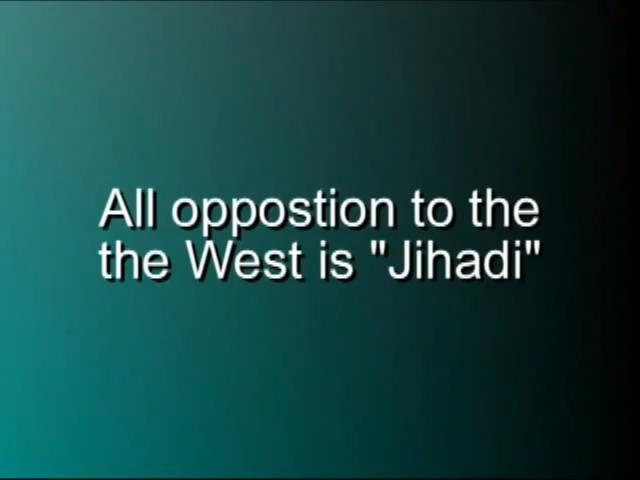 All oppostion to the
the West is "Jihadi"